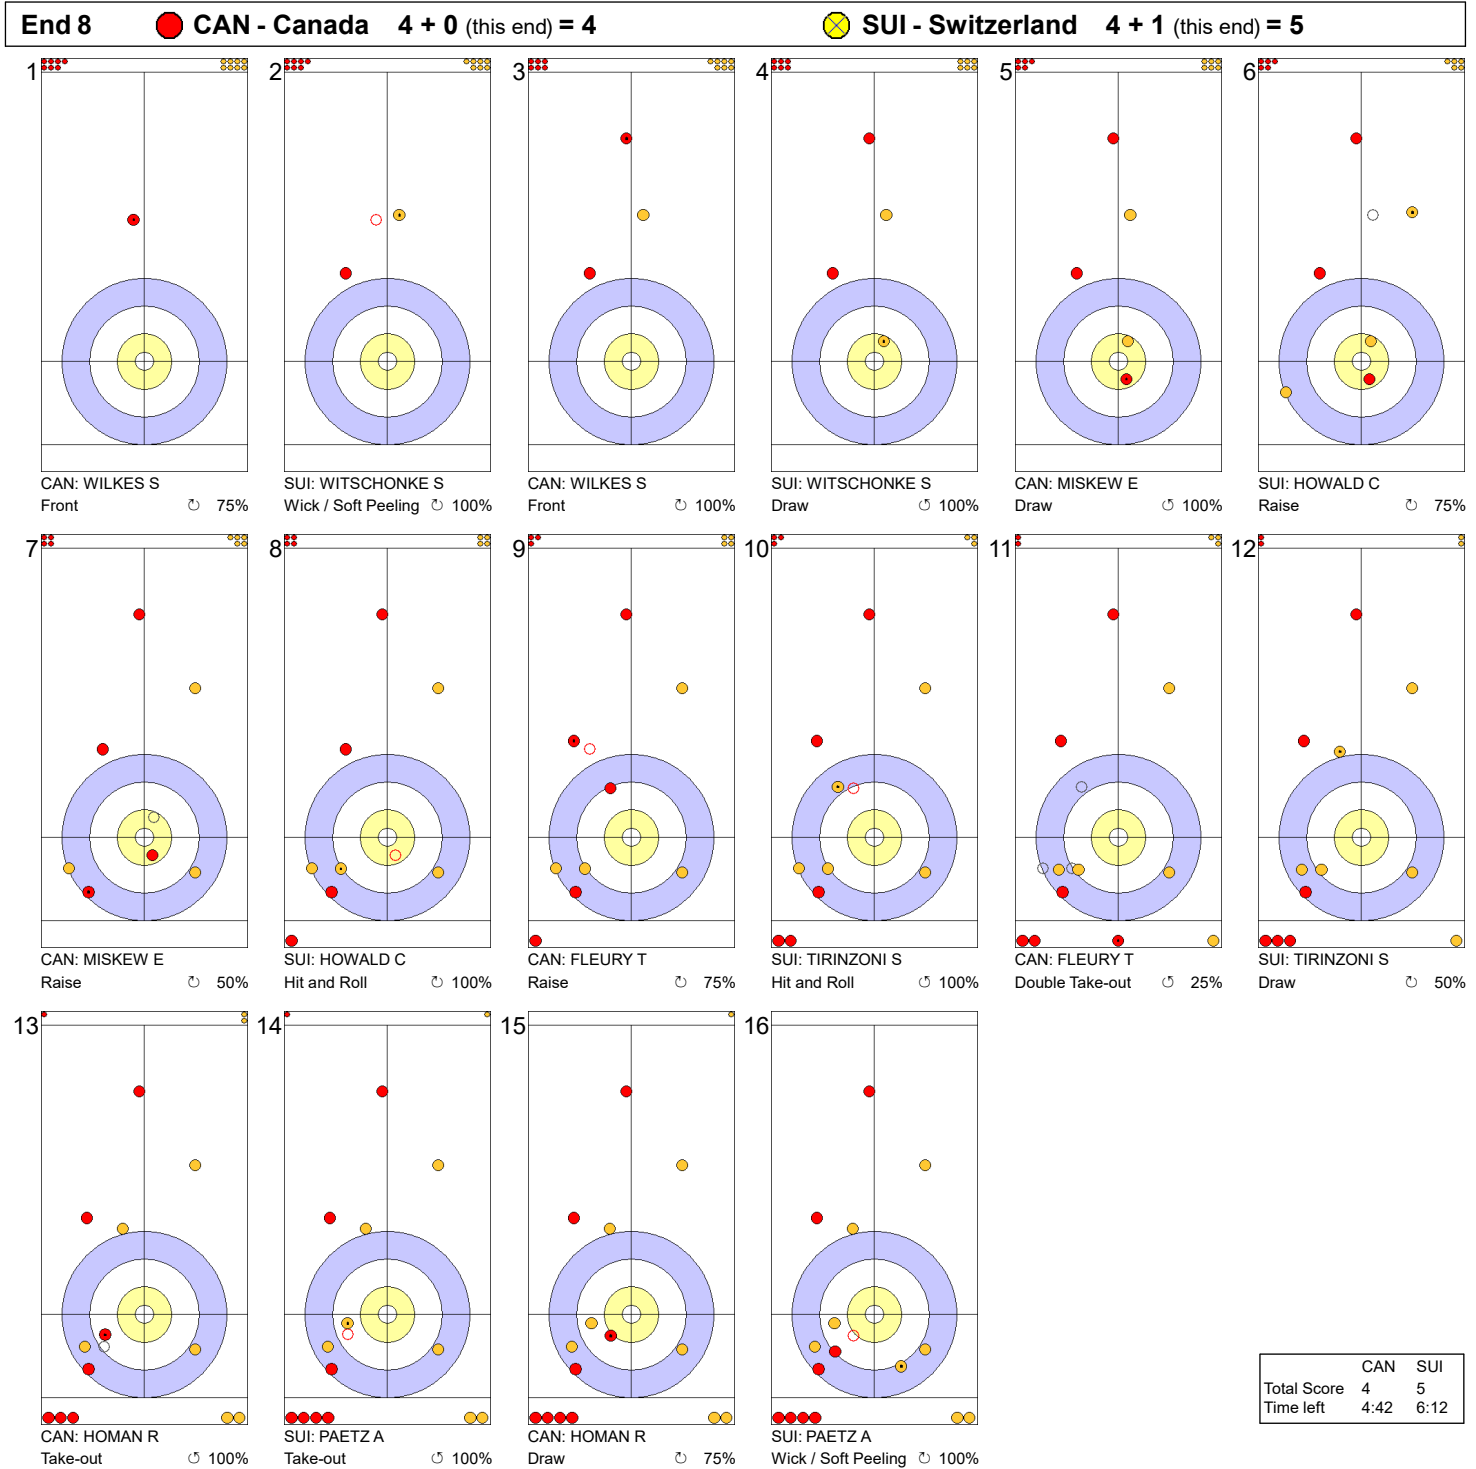 End 8 CAN - Canada 4 + 0 (this end) = 4 SUI - Switzerland 4 + 1 (this end) = 5
1 2 3 4 5 6
CAN: WILKES S SUI: WITSCHONKE S CAN: WILKES S SUI: WITSCHONKE S CAN: MISKEW E SUI: HOWALD C
Front ↻ 75% Wick / Soft Peeling ↻ 100% Front ↻ 100% Draw ↺ 100% Draw ↺ 100% Raise ↻ 75%
7 8 9 10 11 12
CAN: MISKEW E SUI: HOWALD C CAN: FLEURY T SUI: TIRINZONI S CAN: FLEURY T SUI: TIRINZONI S
Raise ↻ 50% Hit and Roll ↻ 100% Raise ↻ 75% Hit and Roll ↺ 100% Double Take-out ↺ 25% Draw ↻ 50%
13 14 15 16
CAN: HOMAN R SUI: PAETZ A CAN: HOMAN R SUI: PAETZ A
Take-out ↺ 100% Take-out ↺ 100% Draw ↻ 75% Wick / Soft Peeling ↺ 100%
CAN SUI
Total Score 4 5
Time left 4:42 6:12